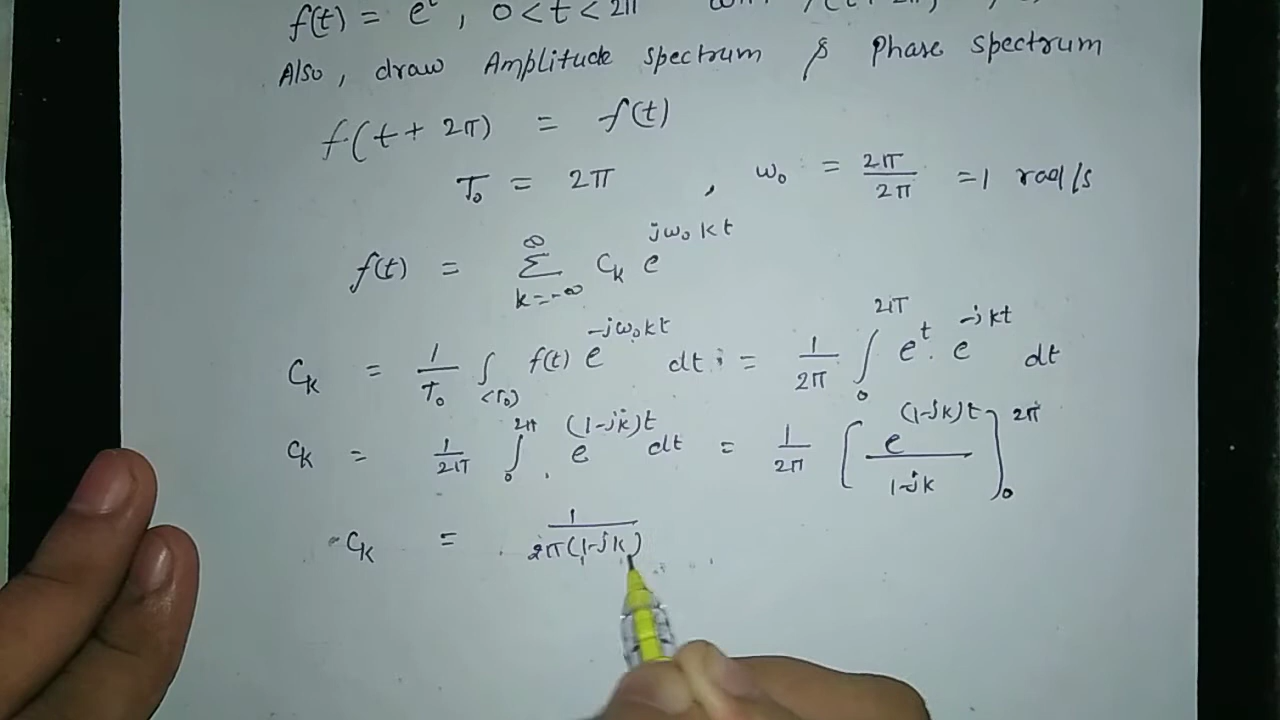 f(t) = e^t , 0 < t < 2π
Also , draw Amplitude spectrum & phase spectrum
f(t + 2π) = f(t)
T₀ = 2π , ω₀ = 2π/2π = 1 rad/s
f(t) = ∑_{k=-∞}^{∞} C_k e^{jω₀kt}
C_k = 1/T₀ ∫_{<T₀>} f(t) e^{-jω₀kt} dt = 1/2π ∫_0^{2π} e^t . e^{-jkt} dt
C_k = 1/2π ∫_0^{2π} e^{(1-jk)t} dt = 1/2π [ e^{(1-jk)t} / 1-jk ]_0^{2π}
C_k = 1/2π(1-jk)